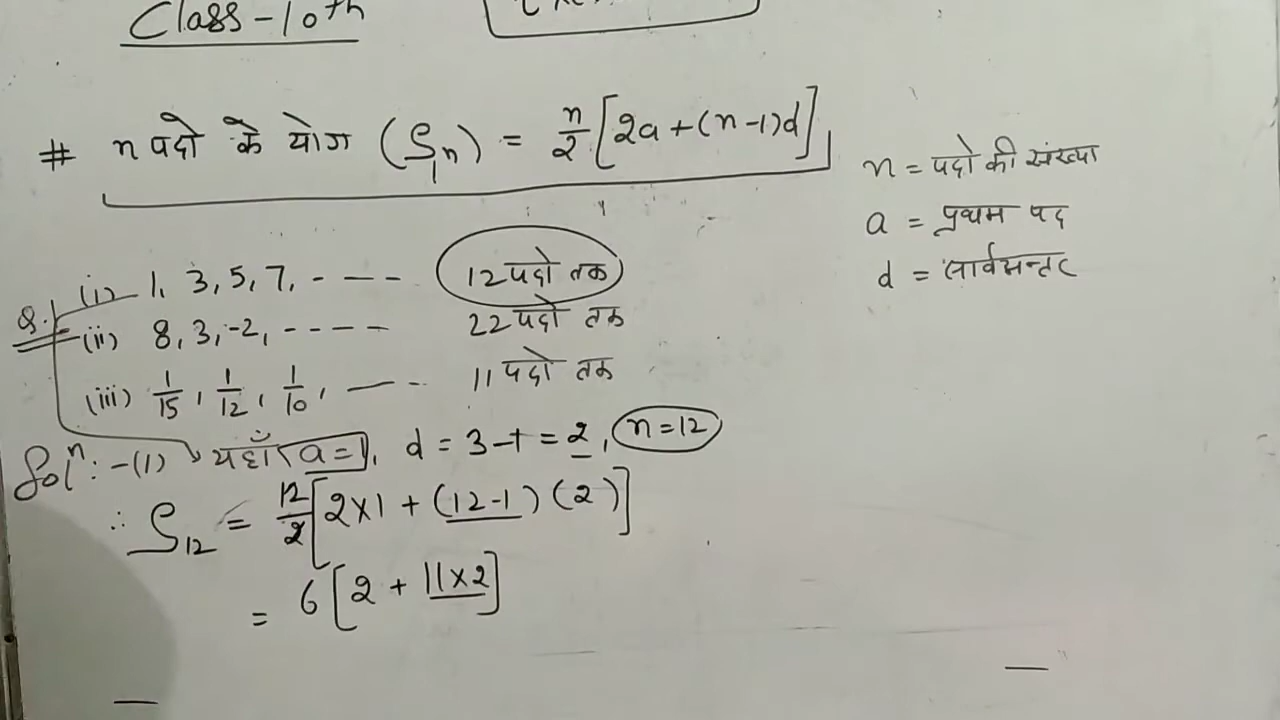 Class-10th
# n पदो के योग (Sn) = n/2 [2a+(n-1)d]
n = पदो की संख्या
a = प्रथम पद
d = सार्वअन्तर
Q. (i) 1, 3, 5, 7, ---- 12 पदो तक
(ii) 8, 3, -2, ---- 22 पदो तक
(iii) 1/15, 1/12, 1/10, --- 11 पदो तक
Solⁿ:-(1) यहाँ a=1, d = 3-1 = 2, n=12
∴ S12 = 12/2 [2×1 + (12-1) (2)]
= 6 [2 + 11×2]